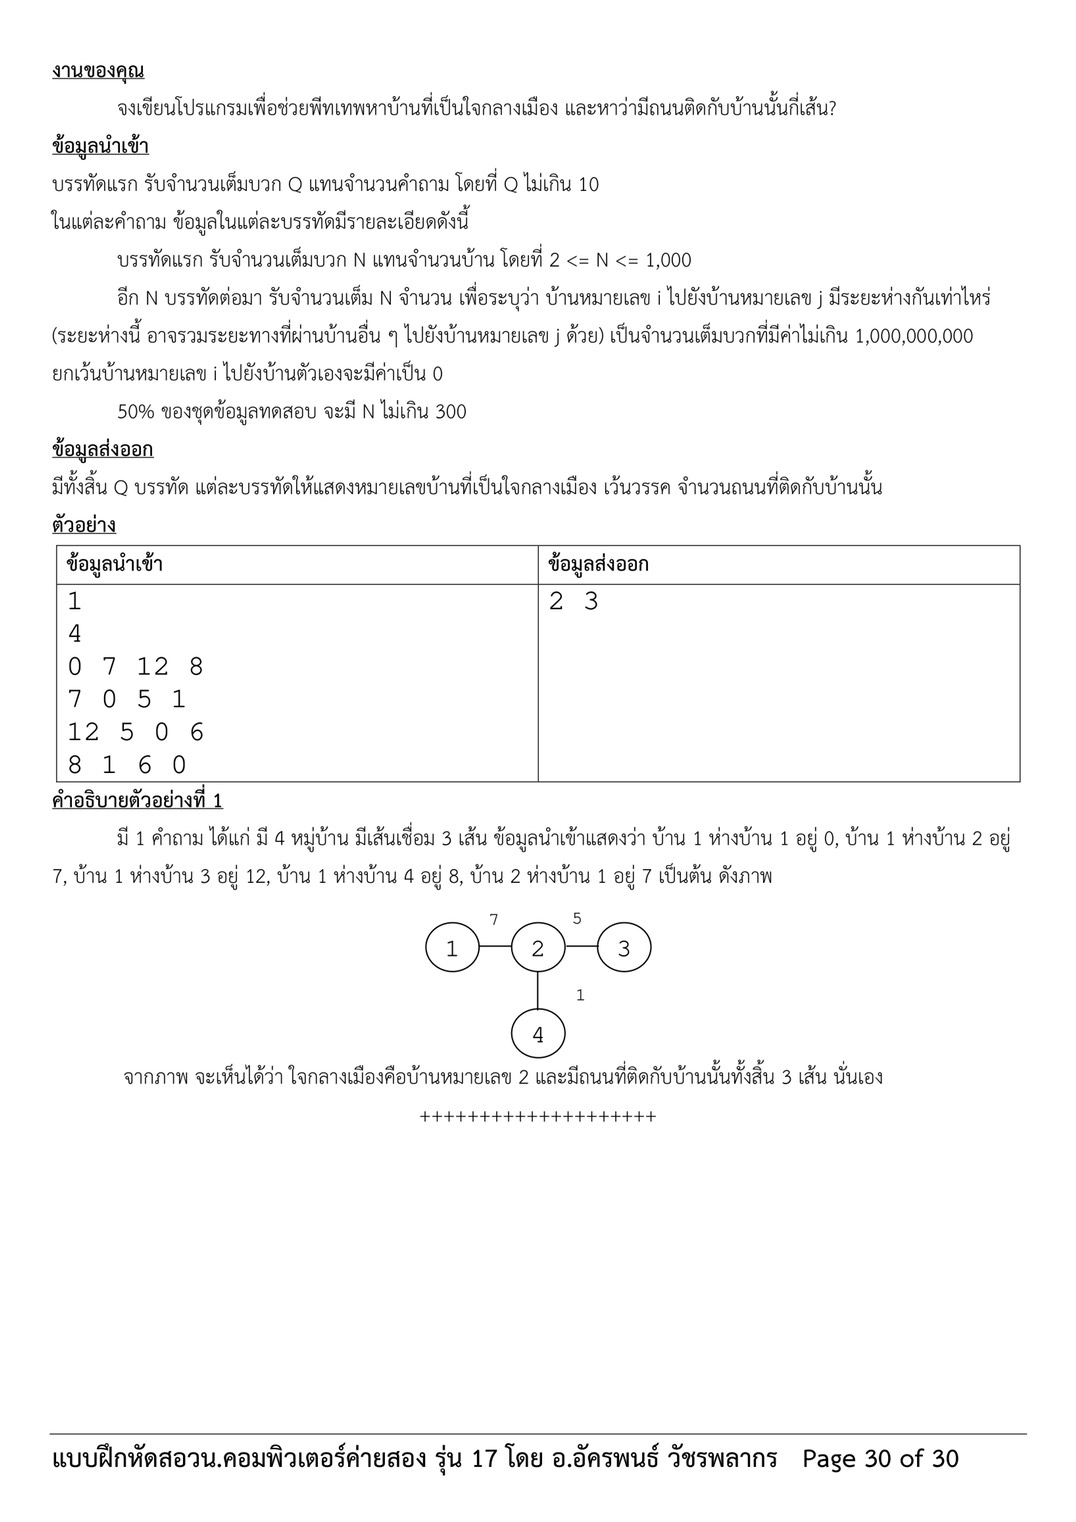 งานของคุณ
จงเขียนโปรแกรมเพื่อช่วยพีทเทพหาบ้านที่เป็นใจกลางเมือง และหาว่ามีถนนติดกับบ้านนั้นกี่เส้น?
ข้อมูลนำเข้า
บรรทัดแรก รับจำนวนเต็มบวก Q แทนจำนวนคำถาม โดยที่ Q ไม่เกิน 10
ในแต่ละคำถาม ข้อมูลในแต่ละบรรทัดมีรายละเอียดดังนี้
บรรทัดแรก รับจำนวนเต็มบวก N แทนจำนวนบ้าน โดยที่ 2 <= N <= 1,000
อีก N บรรทัดต่อมา รับจำนวนเต็ม N จำนวน เพื่อระบุว่า บ้านหมายเลข i ไปยังบ้านหมายเลข j มีระยะห่างกันเท่าไหร่
(ระยะห่างนี้ อาจรวมระยะทางที่ผ่านบ้านอื่น ๆ ไปยังบ้านหมายเลข j ด้วย) เป็นจำนวนเต็มบวกที่มีค่าไม่เกิน 1,000,000,000
ยกเว้นบ้านหมายเลข i ไปยังบ้านตัวเองจะมีค่าเป็น 0
50% ของชุดข้อมูลทดสอบ จะมี N ไม่เกิน 300
ข้อมูลส่งออก
มีทั้งสิ้น Q บรรทัด แต่ละบรรทัดให้แสดงหมายเลขบ้านที่เป็นใจกลางเมือง เว้นวรรค จำนวนถนนที่ติดกับบ้านนั้น
ตัวอย่าง
ข้อมูลนำเข้า ข้อมูลส่งออก
1 2 3
4
0 7 12 8
7 0 5 1
12 5 0 6
8 1 6 0
คำอธิบายตัวอย่างที่ 1
มี 1 คำถาม ได้แก่ มี 4 หมู่บ้าน มีเส้นเชื่อม 3 เส้น ข้อมูลนำเข้าแสดงว่า บ้าน 1 ห่างบ้าน 1 อยู่ 0, บ้าน 1 ห่างบ้าน 2 อยู่
7, บ้าน 1 ห่างบ้าน 3 อยู่ 12, บ้าน 1 ห่างบ้าน 4 อยู่ 8, บ้าน 2 ห่างบ้าน 1 อยู่ 7 เป็นต้น ดังภาพ
7 5
1 2 3
1
4
จากภาพ จะเห็นได้ว่า ใจกลางเมืองคือบ้านหมายเลข 2 และมีถนนที่ติดกับบ้านนั้นทั้งสิ้น 3 เส้น นั่นเอง
++++++++++++++++++++
แบบฝึกหัดสอวน.คอมพิวเตอร์ค่ายสอง รุ่น 17 โดย อ.อัครพนธ์ วัชรพลากร Page 30 of 30